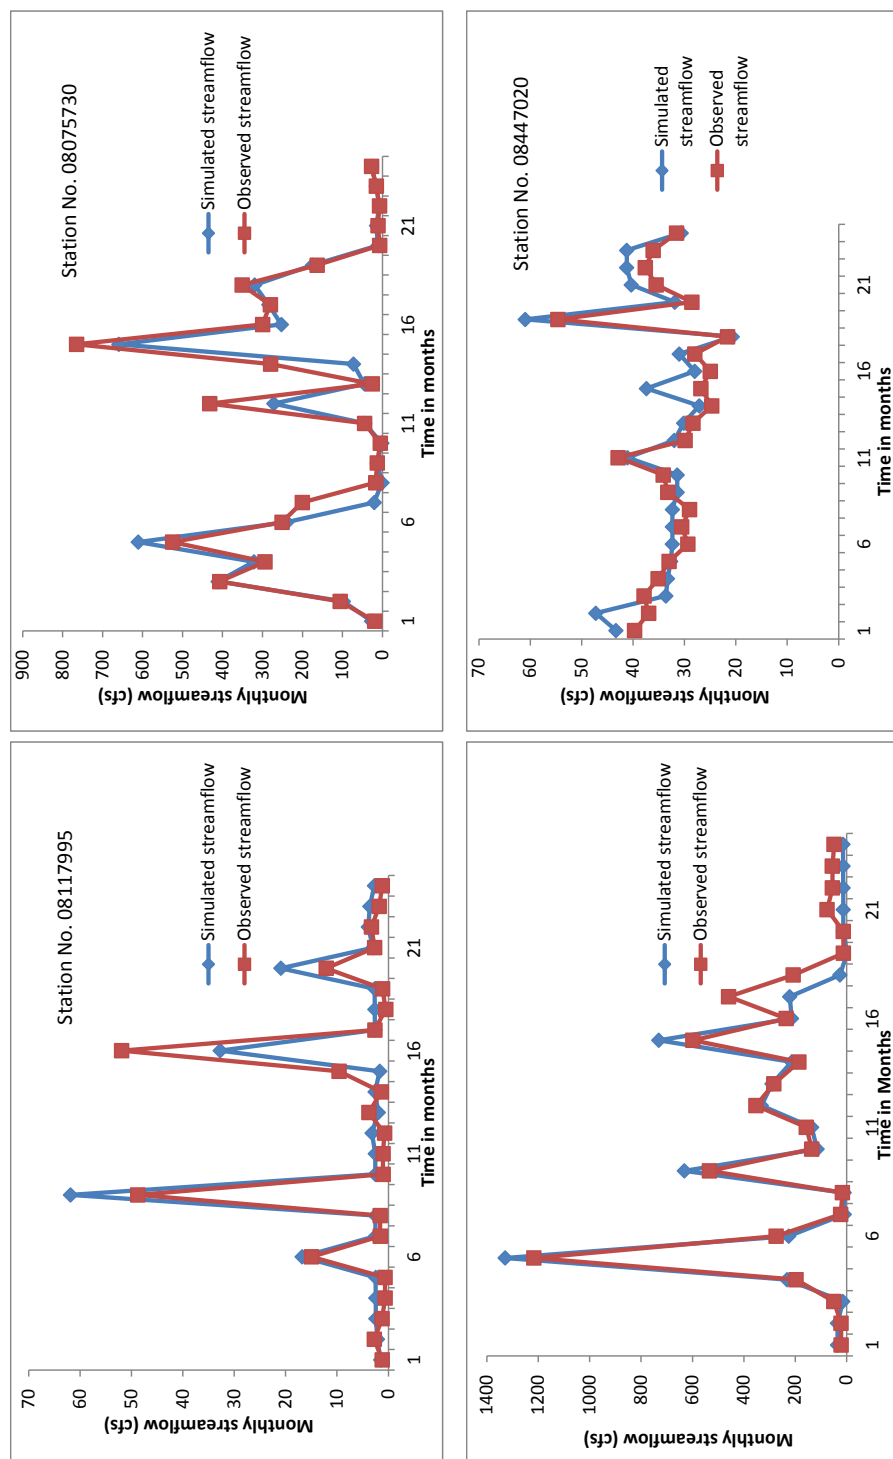 Station No. 08117995
Simulated streamflow
Observed streamflow
Monthly streamflow (cfs)
70
60
50
40
30
20
10
0
1 6 11 16 21
Time in months
Station No. 08075730
Simulated streamflow
Observed streamflow
Monthly streamflow (cfs)
900
800
700
600
500
400
300
200
100
0
1 6 11 16 21
Time in months
Simulated streamflow
Observed streamflow
Monthly streamflow (cfs)
1400
1200
1000
800
600
400
200
0
1 6 11 16 21
Time in Months
Station No. 08447020
Simulated
streamflow
Observed
streamflow
Monthly streamflow (cfs)
70
60
50
40
30
20
10
0
1 6 11 16 21
Time in months